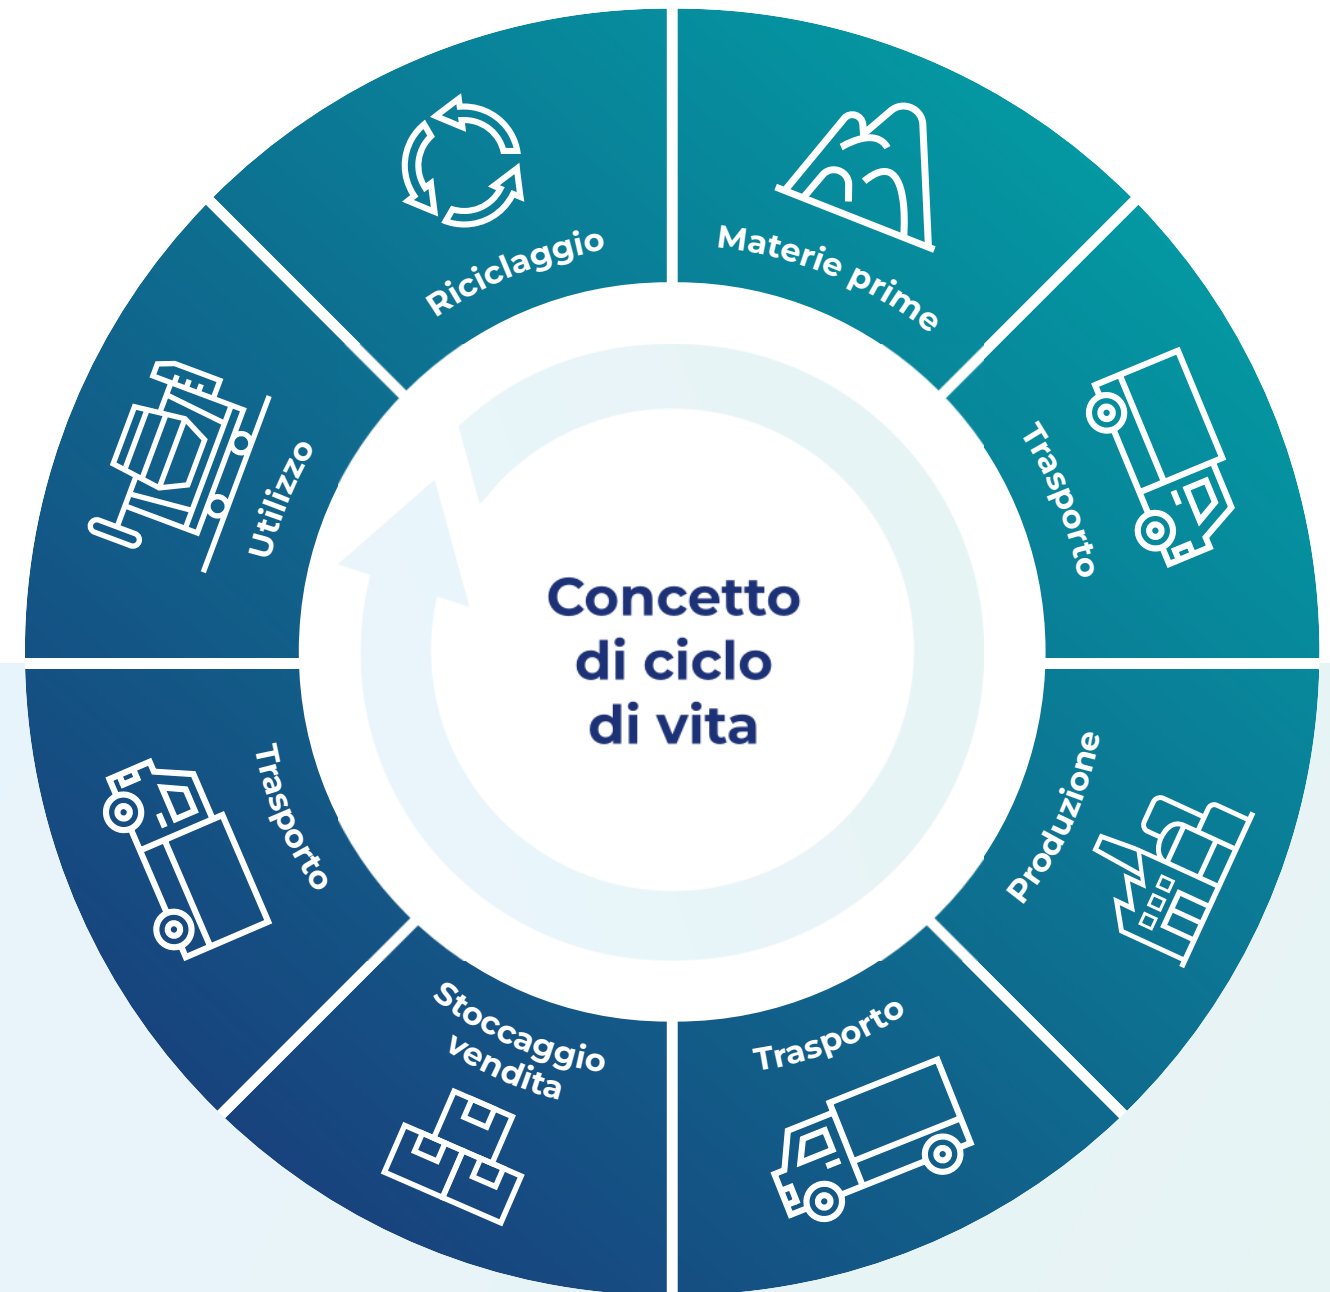 Concetto
di ciclo
di vita
Materie prime
Trasporto
Produzione
Trasporto
Stoccaggio
vendita
Trasporto
Utilizzo
Riciclaggio